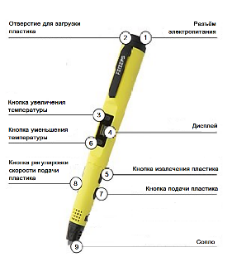 Отверстие для загрузки
пластика
Разъём
электропитания
2
1
Кнопка увеличения
температуры
3
Дисплей
4
Кнопка уменьшения
температуры
6
Кнопка регулировки
скорости подачи
пластика
8
5
Кнопка извлечения пластика
7
Кнопка подачи пластика
9
Сопло